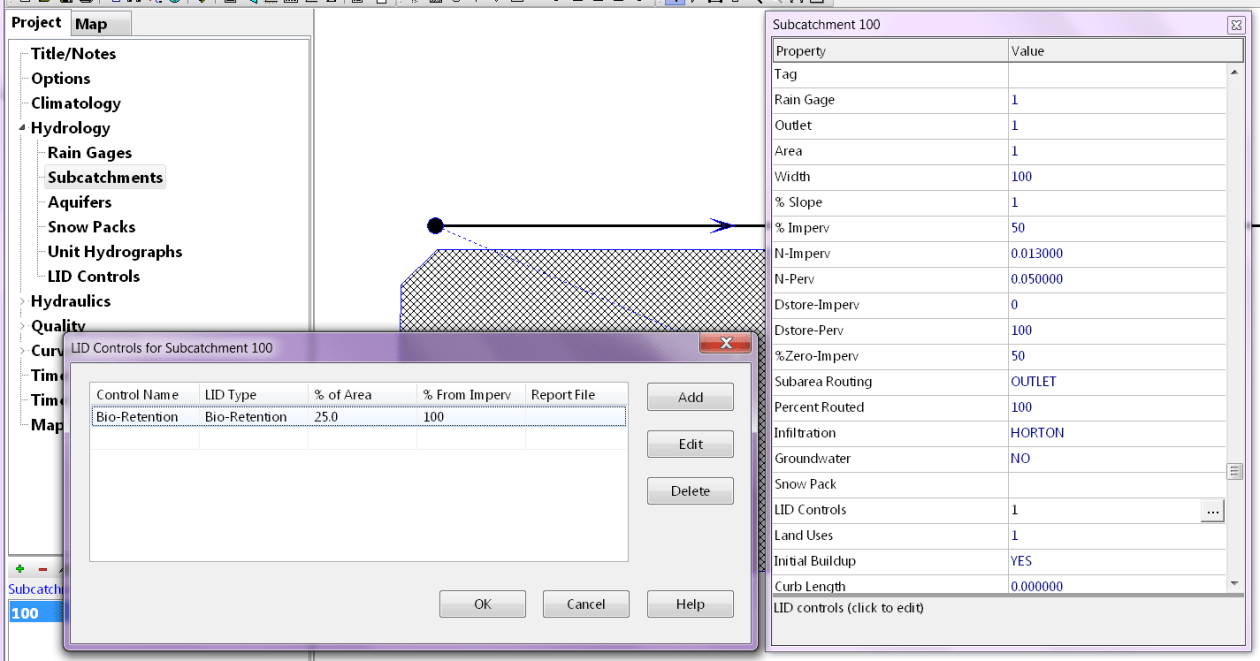 Project Map
Title/Notes
Options
Climatology
Hydrology
Rain Gages
Subcatchments
Aquifers
Snow Packs
Unit Hydrographs
LID Controls
Hydraulics
Quality
Curv
Time
Time
Map
Subcatchm
100
LID Controls for Subcatchment 100
Control Name LID Type % of Area % From Imperv Report File
Bio-Retention Bio-Retention 25.0 100
Add
Edit
Delete
OK Cancel Help
Subcatchment 100
Property Value
Tag
Rain Gage 1
Outlet 1
Area 1
Width 100
% Slope 1
% Imperv 50
N-Imperv 0.013000
N-Perv 0.050000
Dstore-Imperv 0
Dstore-Perv 100
%Zero-Imperv 50
Subarea Routing OUTLET
Percent Routed 100
Infiltration HORTON
Groundwater NO
Snow Pack
LID Controls 1 ...
Land Uses 1
Initial Buildup YES
Curb Length 0.000000
LID controls (click to edit)